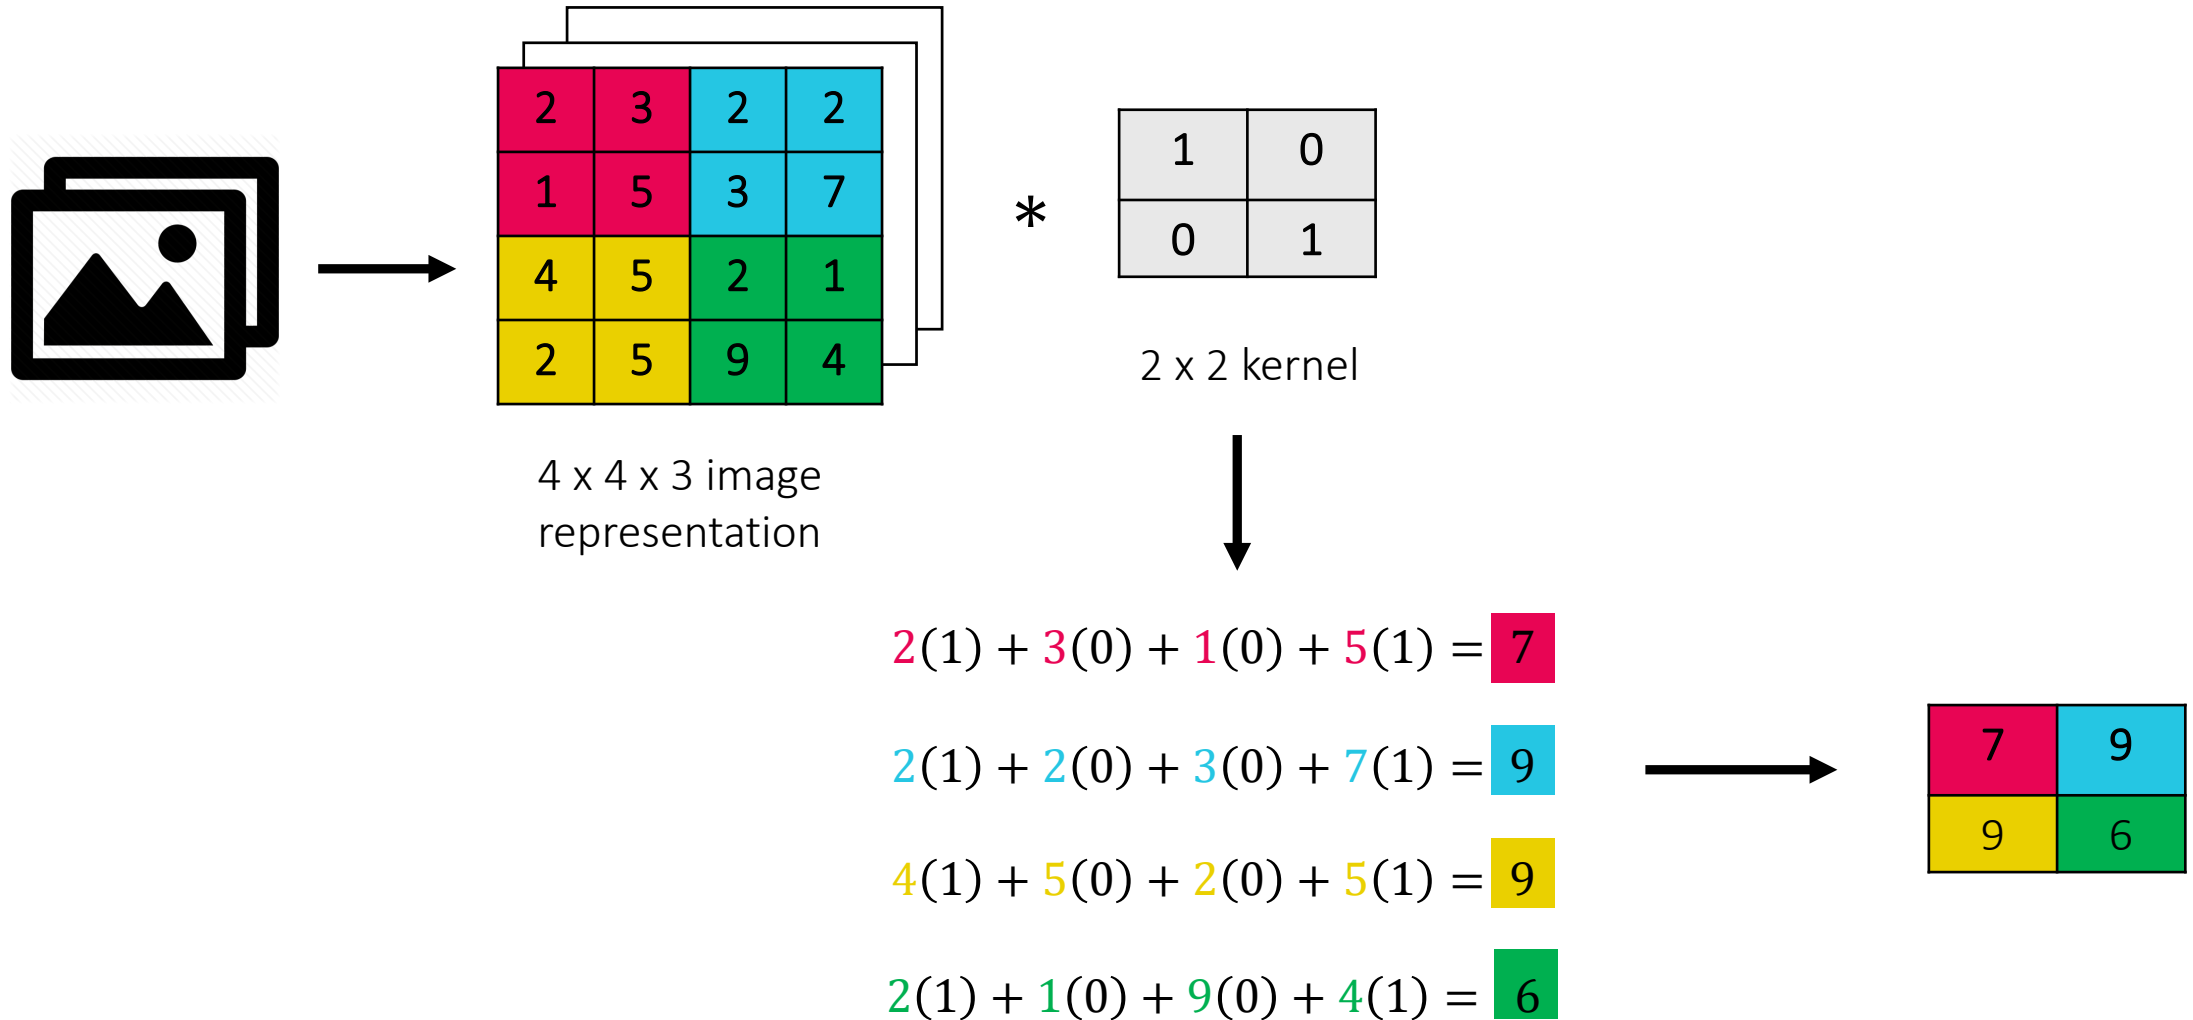 2 3 2 2
1 5 3 7
4 5 2 1
2 5 9 4
4 x 4 x 3 image
representation
*
1 0
0 1
2 x 2 kernel
2(1) + 3(0) + 1(0) + 5(1) = 7
2(1) + 2(0) + 3(0) + 7(1) = 9
4(1) + 5(0) + 2(0) + 5(1) = 9
2(1) + 1(0) + 9(0) + 4(1) = 6
7 9
9 6